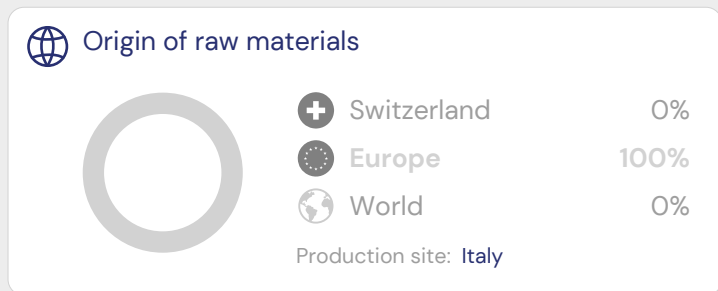 Origin of raw materials
Switzerland 0%
Europe 100%
World 0%
Production site: Italy